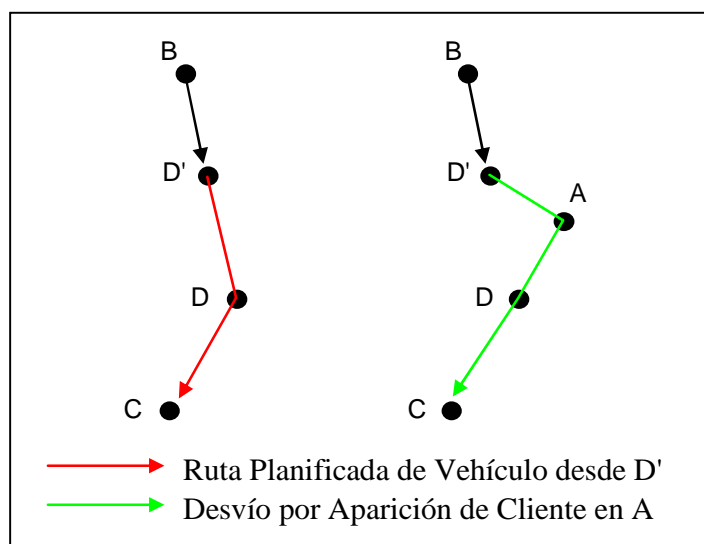 B
B
D'
D'
A
D
D
C
C
Ruta Planificada de Vehículo desde D'
Desvío por Aparición de Cliente en A